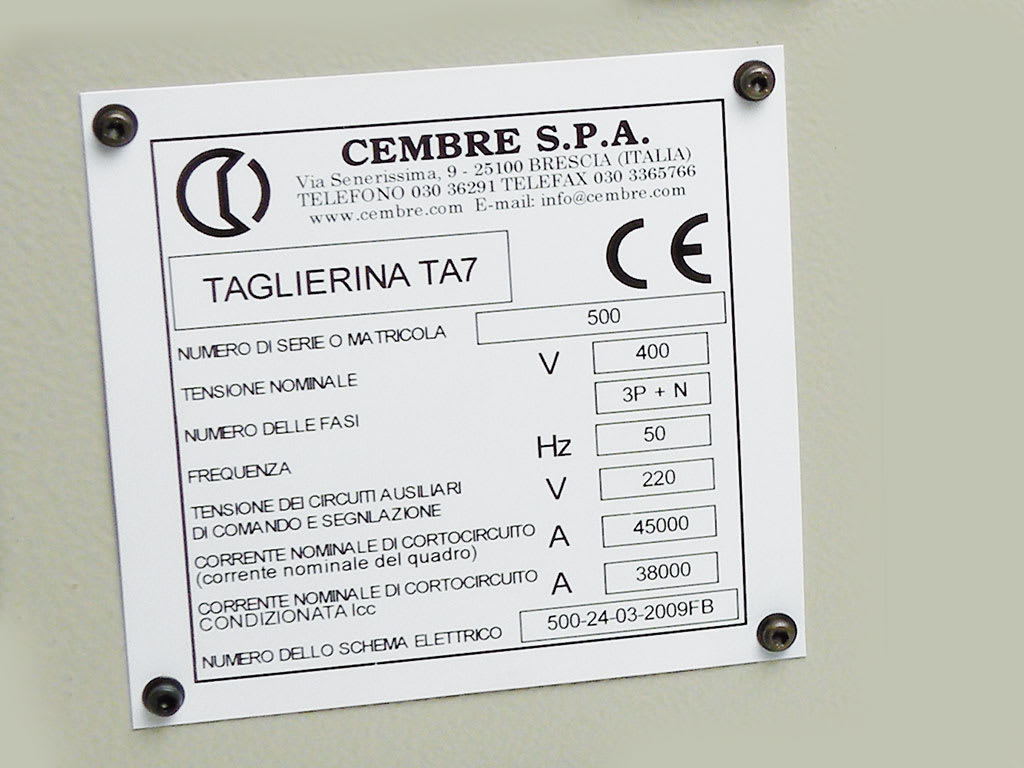 CEMBRE S.P.A.
Via Senerissima, 9 - 25100 BRESCIA (ITALIA)
TELEFONO 030 36291 TELEFAX 030 3365766
www.cembre.com E-mail: info@cembre.com
CE
TAGLIERINA TA7
NUMERO DI SERIE O MATRICOLA 500
TENSIONE NOMINALE V 400
NUMERO DELLE FASI 3P + N
FREQUENZA Hz 50
TENSIONE DEI CIRCUITI AUSILIARI V 220
DI COMANDO E SEGNLAZIONE
CORRENTE NOMINALE DI CORTOCIRCUITO A 45000
(corrente nominale del quadro)
CORRENTE NOMINALE DI CORTOCIRCUITO A 38000
CONDIZIONATA Icc
NUMERO DELLO SCHEMA ELETTRICO 500-24-03-2009FB